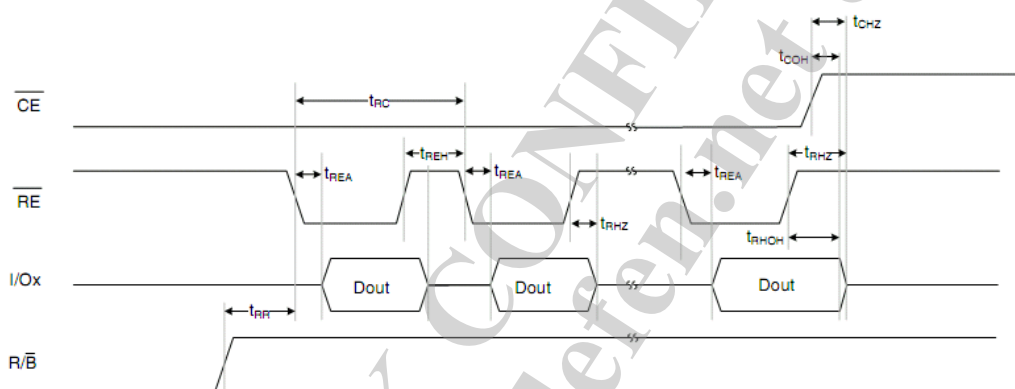 tCHZ
tCOH
CE
tRC
tREH
tREA
tREA
tREA
tRHZ
RE
tRHZ
tRHOH
I/Ox
Dout
Dout
Dout
tRR
R/B